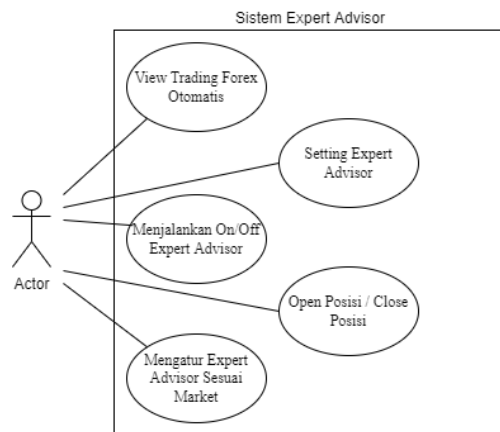 Sistem Expert Advisor
View Trading Forex
Otomatis
Setting Expert
Advisor
Menjalankan On/Off
Expert Advisor
Actor
Open Posisi / Close
Posisi
Mengatur Expert
Advisor Sesuai
Market